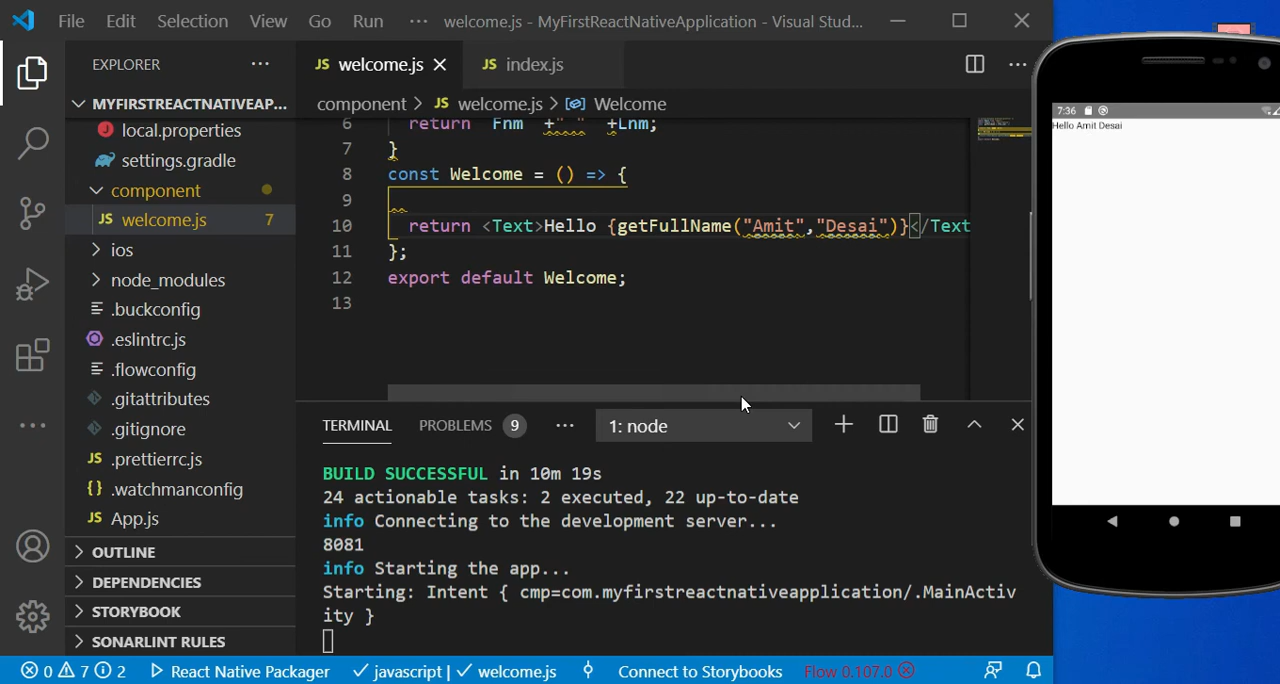 File Edit Selection View Go Run ··· welcome.js - MyFirstReactNativeApplication - Visual Stud...
EXPLORER ···
JS welcome.js × JS index.js ···
MYFIRSTREACTNATIVEAP...
local.properties
settings.gradle
component
JS welcome.js 7
ios
node_modules
.buckconfig
.eslintrc.js
.flowconfig
.gitattributes
.gitignore
JS .prettierrc.js
{} .watchmanconfig
JS App.js
OUTLINE
DEPENDENCIES
STORYBOOK
SONARLINT RULES
component > JS welcome.js > Welcome
6 return Fnm +" " +Lnm;
7 }
8 const Welcome = () => {
9
10 return <Text>Hello {getFullName("Amit","Desai")}</Text
11 };
12 export default Welcome;
13
TERMINAL PROBLEMS 9 ··· 1: node
BUILD SUCCESSFUL in 10m 19s
24 actionable tasks: 2 executed, 22 up-to-date
info Connecting to the development server...
8081
info Starting the app...
Starting: Intent { cmp=com.myfirstreactnativeapplication/.MainActiv
ity }
0 7 2 React Native Packager javascript | welcome.js Connect to Storybooks Flow 0.107.0
7:36
Hello Amit Desai